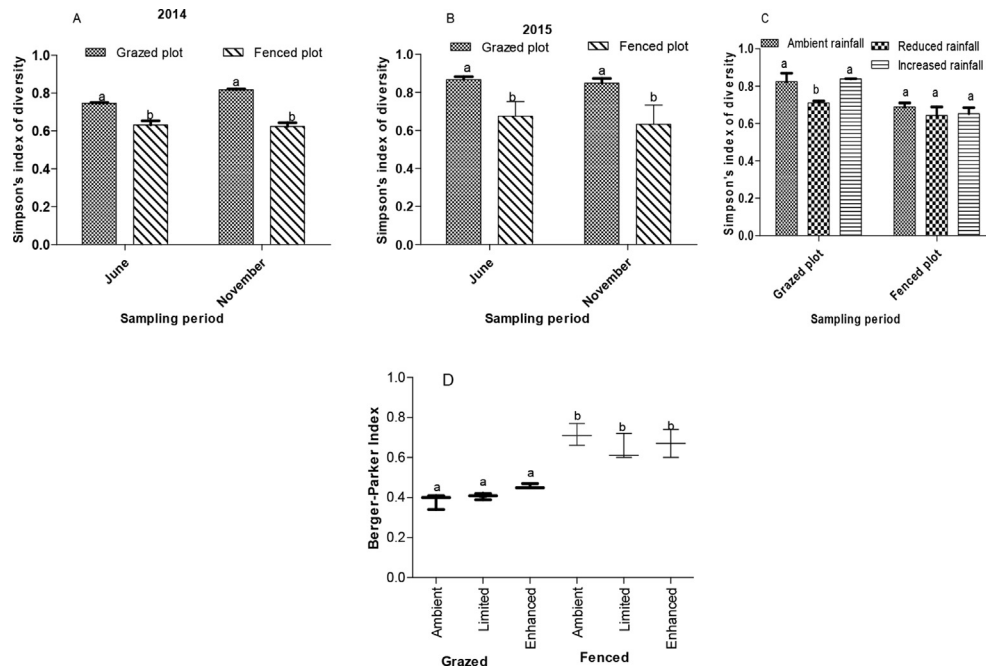 A
2014
Grazed plot
Fenced plot
Simpson's index of diversity
1.0
0.8
0.6
0.4
0.2
0.0
a
b
a
b
June
November
Sampling period
B
2015
Grazed plot
Fenced plot
Simpson's index of diversity
1.0
0.8
0.6
0.4
0.2
0.0
a
b
a
b
June
November
Sampling period
C
Ambient rainfall
Reduced rainfall
Increased rainfall
Simpson's index of diversity
1.0
0.8
0.6
0.4
0.2
0.0
a
b
a
a
a
a
Grazed plot
Fenced plot
Sampling period
D
Berger-Parker Index
1.0
0.8
0.6
0.4
0.2
0.0
a
a
a
b
b
b
Ambient
Limited
Enhanced
Ambient
Limited
Enhanced
Grazed
Fenced